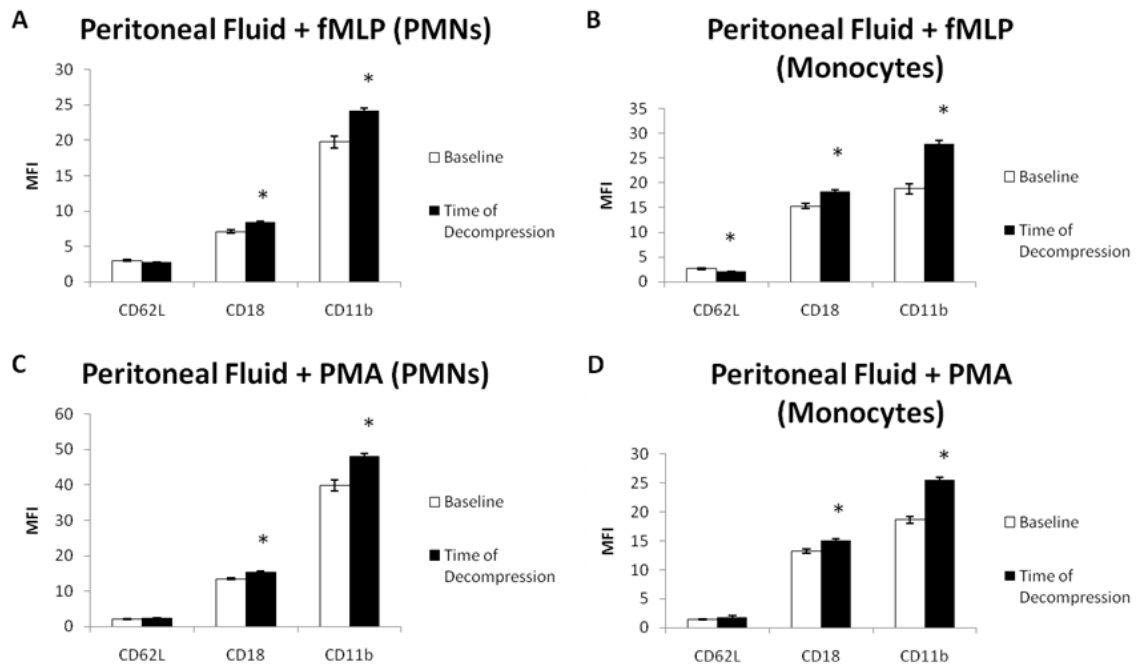 A
Peritoneal Fluid + fMLP (PMNs)
30
25
20
15
10
5
0
MFI
*
*
CD62L
CD18
CD11b
Baseline
Time of
Decompression
B
Peritoneal Fluid + fMLP
(Monocytes)
35
30
25
20
15
10
5
0
MFI
*
*
*
CD62L
CD18
CD11b
Baseline
Time of
Decompression
C
Peritoneal Fluid + PMA (PMNs)
60
50
40
30
20
10
0
MFI
*
*
CD62L
CD18
CD11b
Baseline
Time of
Decompression
D
Peritoneal Fluid + PMA
(Monocytes)
30
25
20
15
10
5
0
MFI
*
*
CD62L
CD18
CD11b
Baseline
Time of
Decompression